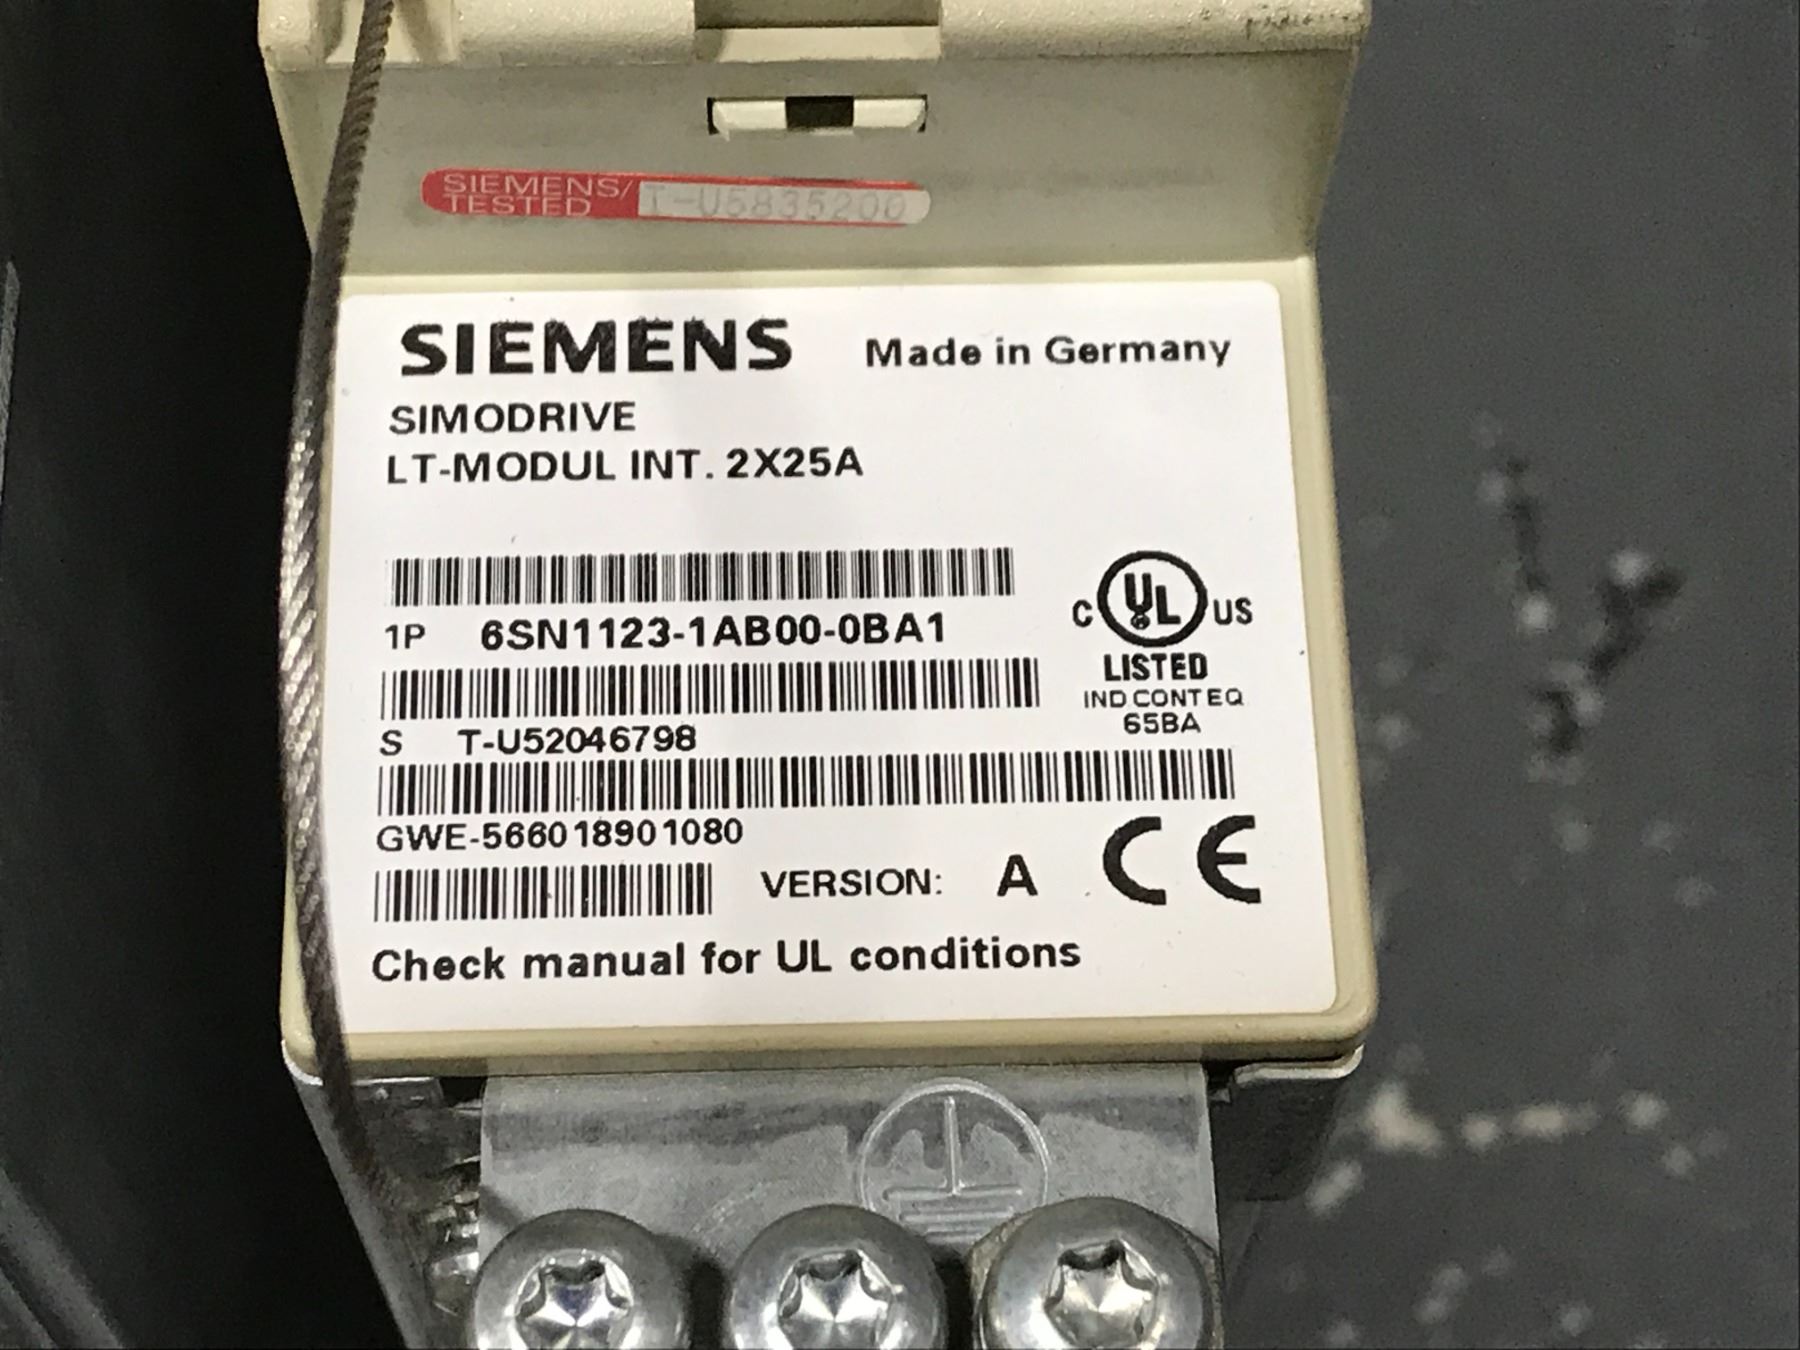 SIEMENS/
TESTED
T-U5835200
SIEMENS Made in Germany
SIMODRIVE
LT-MODUL INT. 2X25A
1P 6SN1123-1AB00-0BA1
C UL US
LISTED
IND.CONT.EQ
65BA
S T-U52046798
GWE-566018901080
VERSION: A CE
Check manual for UL conditions